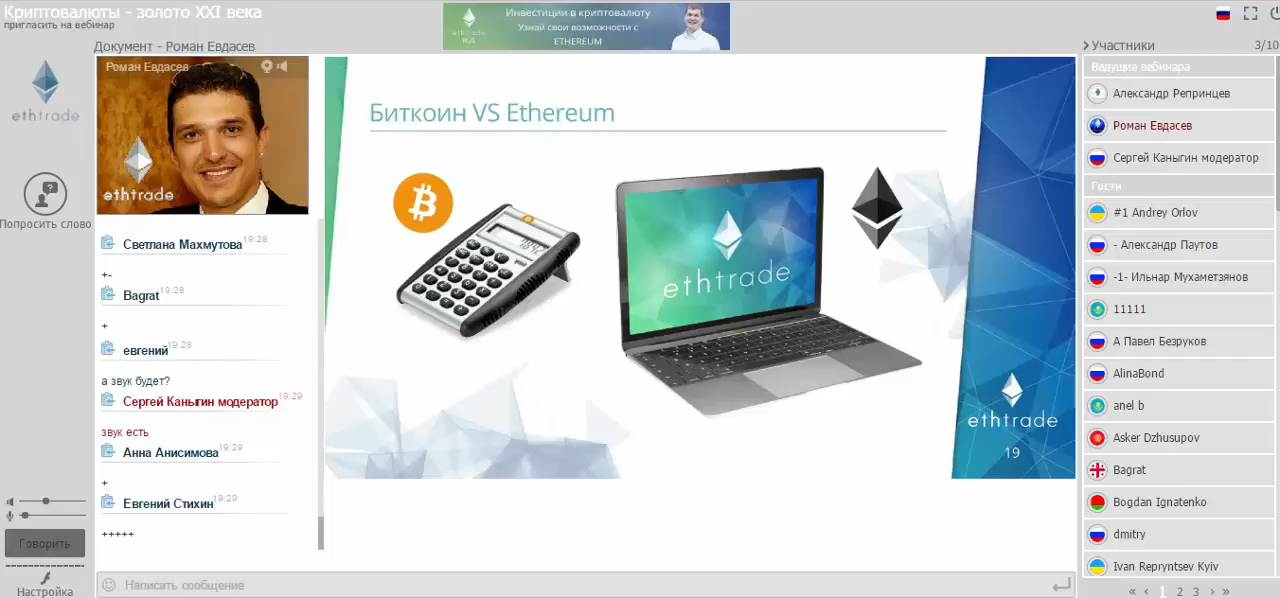 Криптовалюты - золото XXI века
пригласить на вебинар
Инвестиции в криптовалюту
Узнай свои возможности с
ETHEREUM
Документ - Роман Евдасев
Участники 3/10
ethtrade
Попросить слово
Говорить
Настройка
Роман Евдасев
ethtrade
Светлана Махмутова 19:28
+-
Bagrat 19:28
+
евгений 19:28
а звук будет?
Сергей Каныгин модератор 19:29
звук есть
Анна Анисимова 19:29
+
Евгений Стихин 19:29
+++++
Написать сообщение
Биткоин VS Ethereum
ethtrade
ethtrade
19
Ведущие вебинара
Александр Репринцев
Роман Евдасев
Сергей Каныгин модератор
Гости
#1 Andrey Orlov
- Александр Паутов
-1- Ильнар Мухаметзянов
11111
А Павел Безруков
AlinaBond
anel b
Asker Dzhusupov
Bagrat
Bogdan Ignatenko
dmitry
Ivan Repryntsev Kyiv
« ‹ 1 2 3 › »